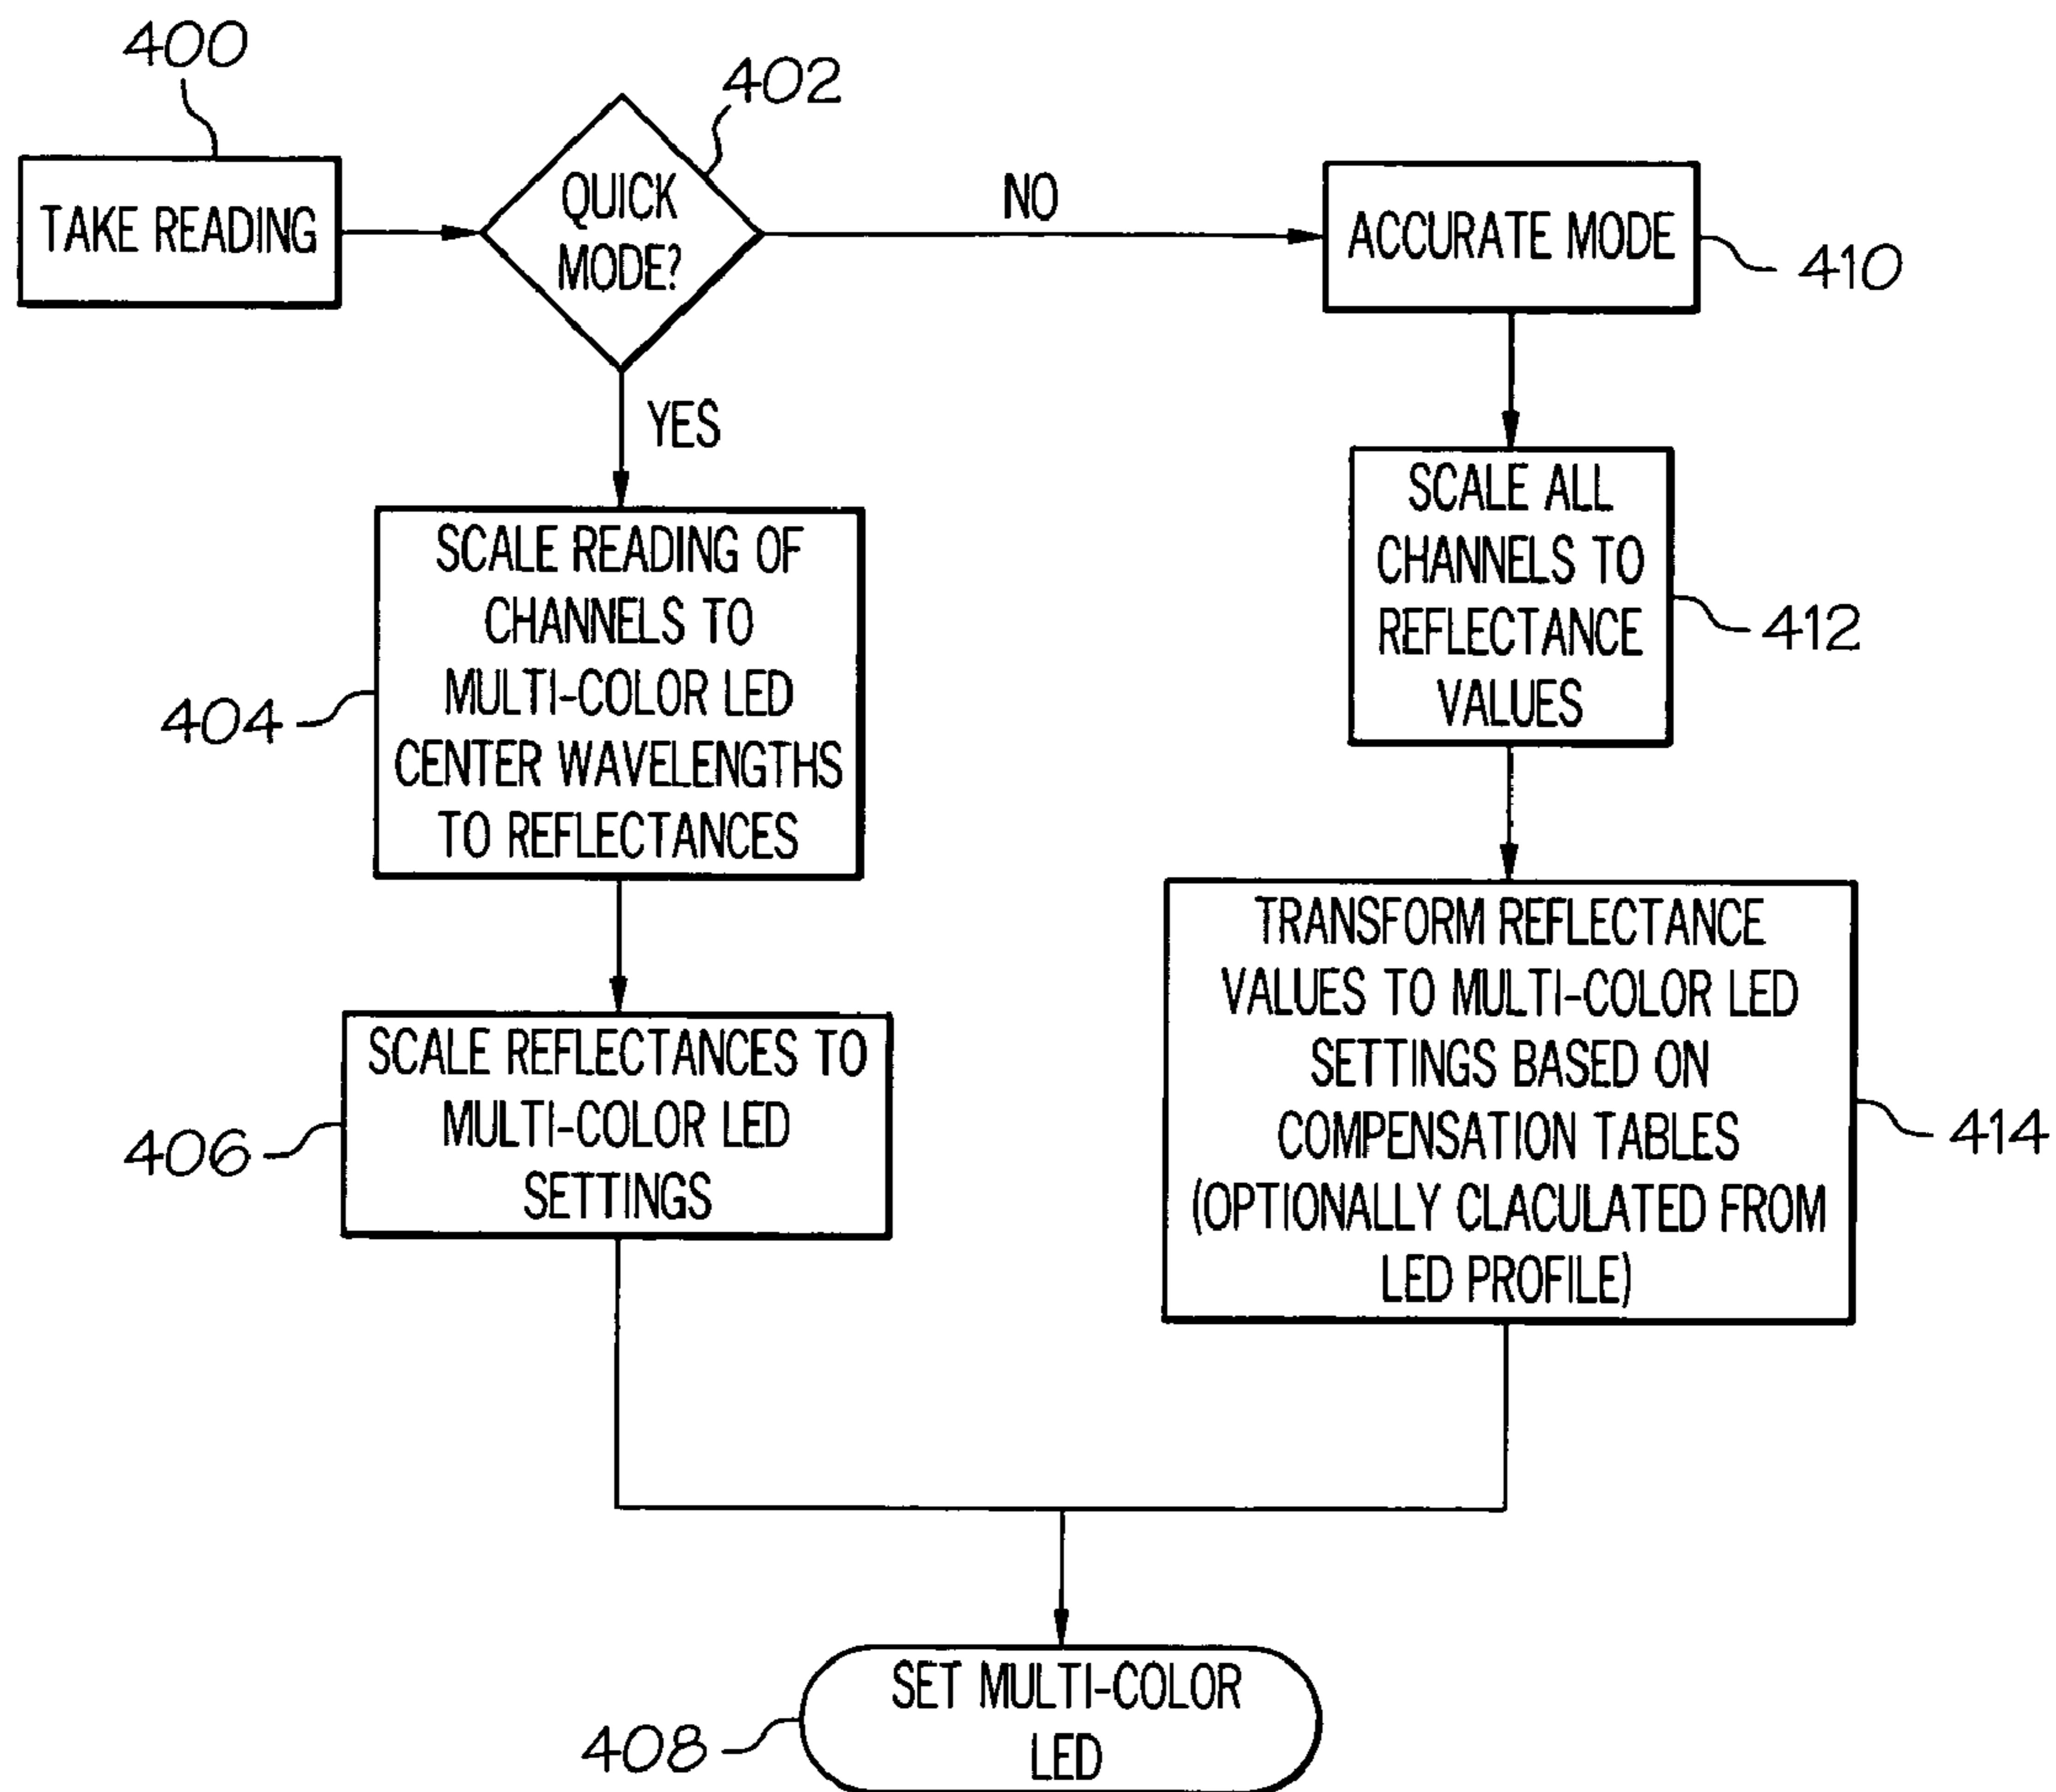 400
402
TAKE READING
QUICK
MODE?
NO
ACCURATE MODE
410
YES
SCALE READING OF
CHANNELS TO
MULTI-COLOR LED
CENTER WAVELENGTHS
TO REFLECTANCES
404
SCALE ALL
CHANNELS TO
REFLECTANCE
VALUES
412
SCALE REFLECTANCES TO
MULTI-COLOR LED
SETTINGS
406
TRANSFORM REFLECTANCE
VALUES TO MULTI-COLOR LED
SETTINGS BASED ON
COMPENSATION TABLES
(OPTIONALLY CLACULATED FROM
LED PROFILE)
414
SET MULTI-COLOR
LED
408